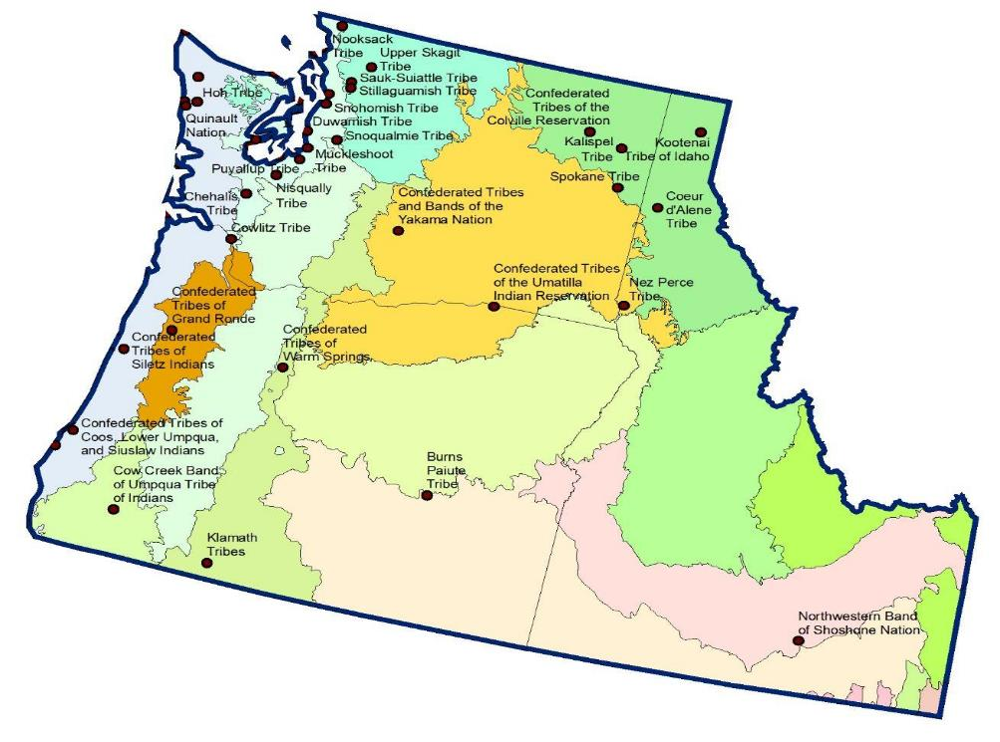 Nooksack
Tribe
Upper Skagit
Tribe
Sauk-Suiattle Tribe
Stillaguamish Tribe
Hoh Tribe
Snohomish Tribe
Quinault
Nation
Duwamish Tribe
Snoqualmie Tribe
Muckleshoot
Tribe
Puyallup Tribe
Nisqually
Tribe
Chehalis
Tribe
Cowlitz Tribe
Confederated
Tribes of the
Colville Reservation
Kalispel
Tribe
Tribe
Kootenai
of Idaho
Spokane Tribe
Coeur
d'Alene
Tribe
Confederated Tribes
and Bands of the
Yakama Nation
Confederated Tribes
of the Umatilla
Indian Reservation
Nez Perce
Tribe
Confederated
Tribes of
Grand Ronde
Confederated
Tribes of
Siletz Indians
Confederated
Tribes of
Warm Springs
Confederated Tribes of
Coos, Lower Umpqua,
and Siuslaw Indians
Cow Creek Band
of Umpqua Tribe
of Indians
Burns
Paiute
Tribe
Klamath
Tribes
Northwestern Band
of Shoshone Nation